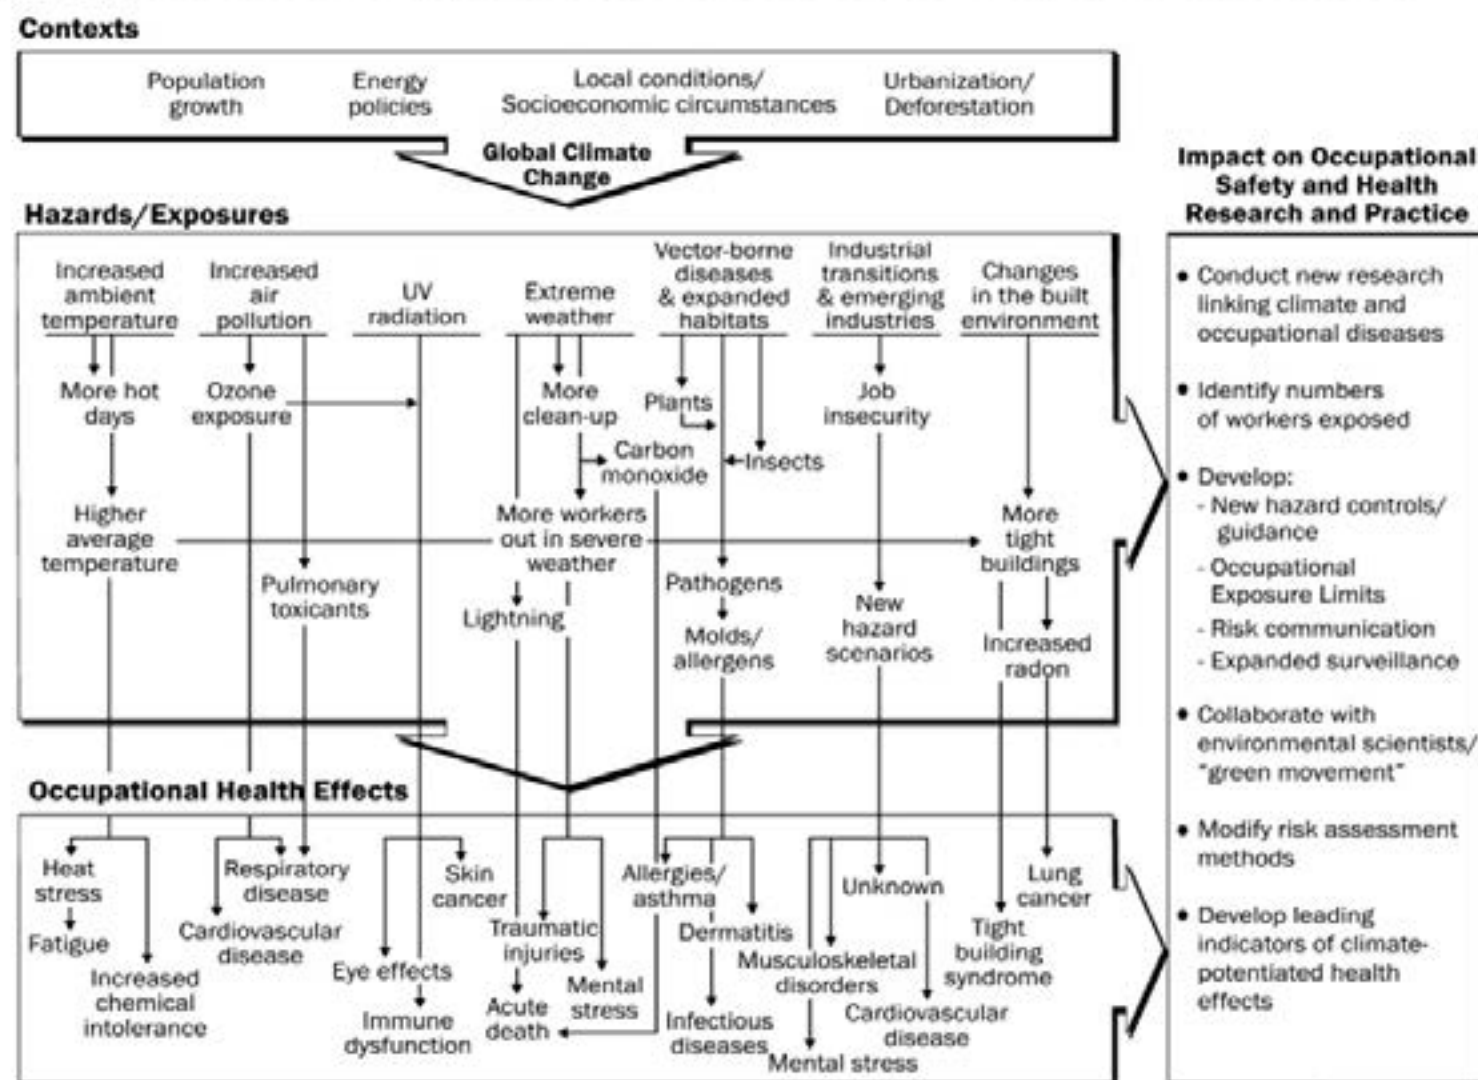 Contexts
Population
growth
Energy
policies
Local conditions/
Socioeconomic circumstances
Urbanization/
Deforestation
Global Climate
Change
Hazards/Exposures
Increased
ambient
temperature
Increased
air
pollution
UV
radiation
Extreme
weather
Vector-borne
diseases
& expanded
habitats
Industrial
transitions
& emerging
industries
Changes
in the built
environment
More hot
days
Ozone
exposure
More
clean-up
Plants
Job
insecurity
Carbon
monoxide
Insects
Higher
average
temperature
More workers
out in severe
weather
More
tight
buildings
Pulmonary
toxicants
Lightning
Pathogens
Molds/
allergens
New
hazard
scenarios
Increased
radon
Occupational Health Effects
Heat
stress
Fatigue
Increased
chemical
intolerance
Respiratory
disease
Cardiovascular
disease
Skin
cancer
Eye effects
Immune
dysfunction
Traumatic
injuries
Acute
death
Mental
stress
Allergies/
asthma
Dermatitis
Infectious
diseases
Unknown
Musculoskeletal
disorders
Cardiovascular
disease
Mental stress
Lung
cancer
Tight
building
syndrome
Impact on Occupational
Safety and Health
Research and Practice
• Conduct new research
linking climate and
occupational diseases
• Identify numbers
of workers exposed
• Develop:
- New hazard controls/
guidance
- Occupational
Exposure Limits
- Risk communication
- Expanded surveillance
• Collaborate with
environmental scientists/
"green movement"
• Modify risk assessment
methods
• Develop leading
indicators of climate-
potentiated health
effects